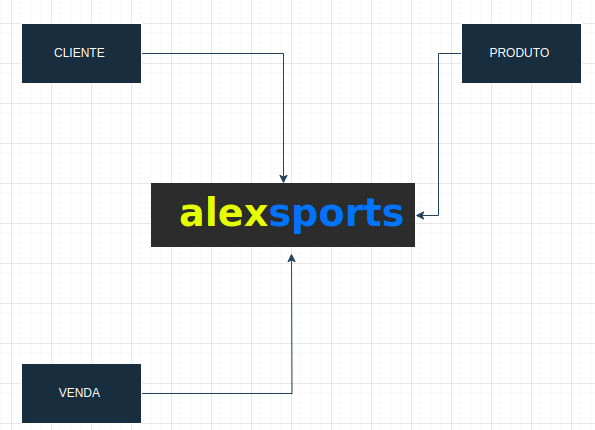 CLIENTE
PRODUTO
alexsports
VENDA